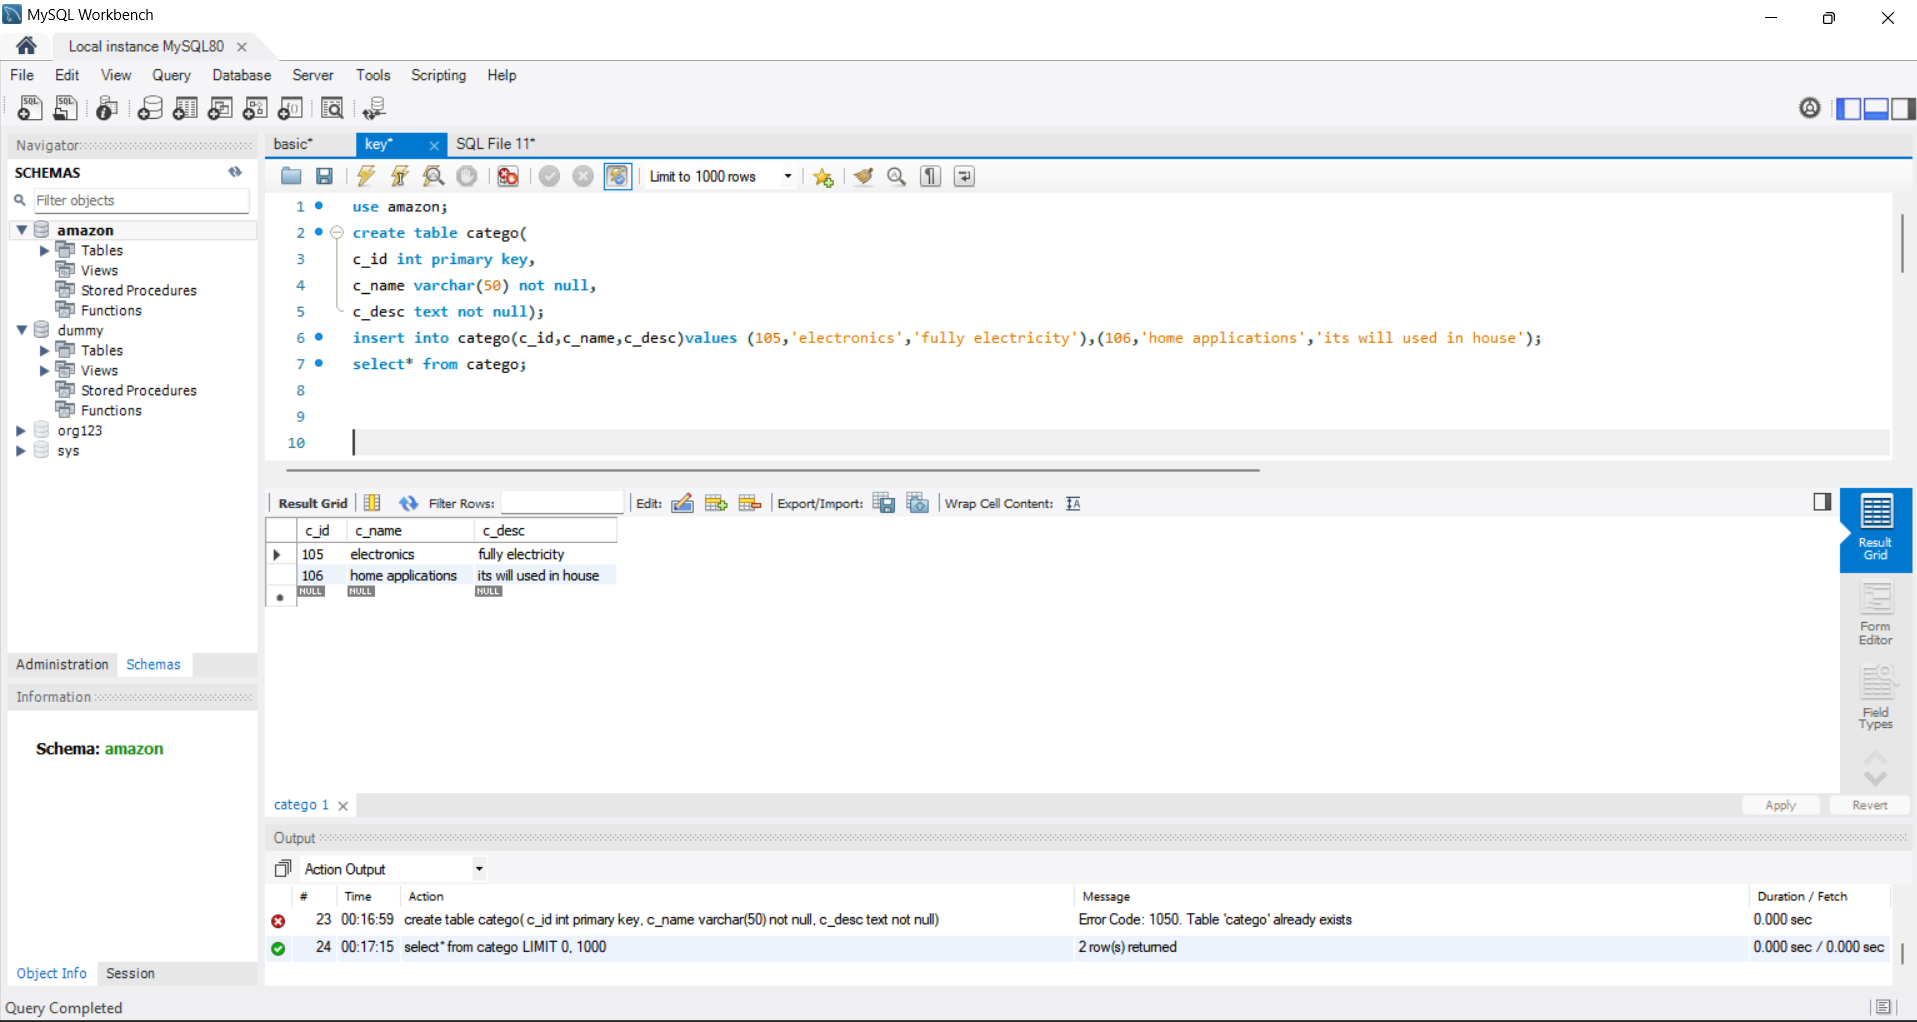 MySQL Workbench
Local instance MySQL80
File Edit View Query Database Server Tools Scripting Help
Navigator
SCHEMAS
Filter objects
amazon
Tables
Views
Stored Procedures
Functions
dummy
Tables
Views
Stored Procedures
Functions
org123
sys
Administration Schemas
Information
Schema: amazon
Object Info Session
basic* key* SQL File 11*
Limit to 1000 rows
1 use amazon;
2 create table catego(
3 c_id int primary key,
4 c_name varchar(50) not null,
5 c_desc text not null);
6 insert into catego(c_id,c_name,c_desc)values (105,'electronics','fully electricity'),(106,'home applications','its will used in house');
7 select* from catego;
8
9
10
Result Grid Filter Rows: Edit: Export/Import: Wrap Cell Content:
c_id c_name c_desc
105 electronics fully electricity
106 home applications its will used in house
NULL NULL NULL
Result
Grid
Form
Editor
Field
Types
catego 1
Apply Revert
Output
Action Output
# Time Action Message Duration / Fetch
23 00:16:59 create table catego( c_id int primary key, c_name varchar(50) not null, c_desc text not null) Error Code: 1050. Table 'catego' already exists 0.000 sec
24 00:17:15 select* from catego LIMIT 0, 1000 2 row(s) returned 0.000 sec / 0.000 sec
Query Completed